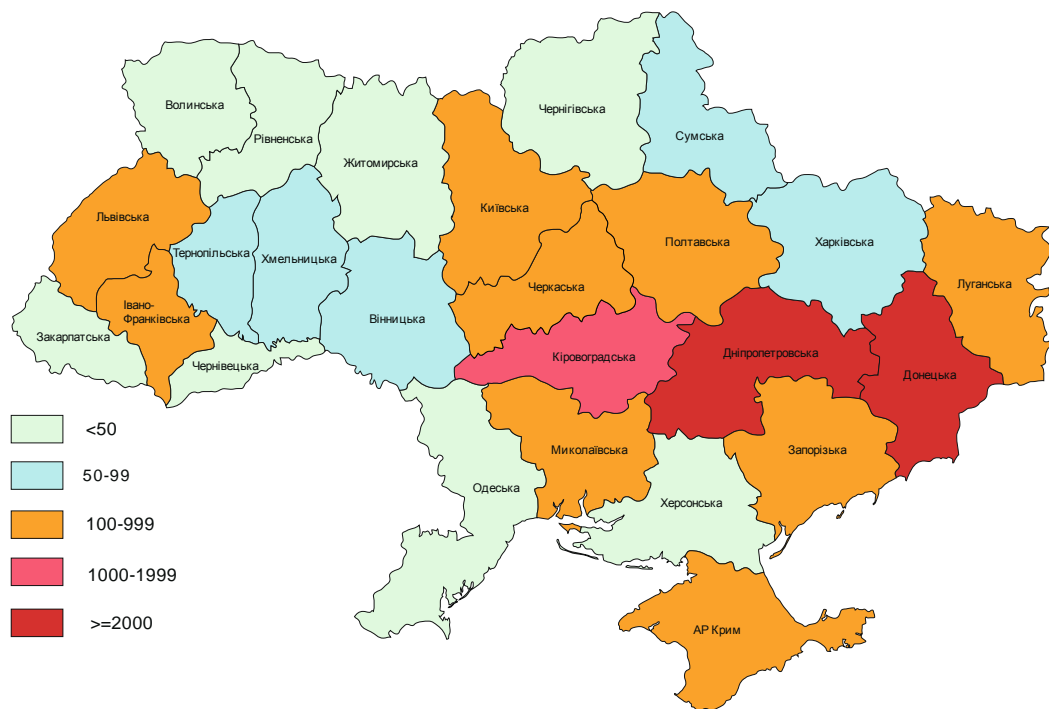 Волинська
Рівненська
Житомирська
Чернігівська
Сумська
Львівська
Тернопільська
Хмельницька
Київська
Полтавська
Харківська
Луганська
Івано-
Франківська
Закарпатська
Чернівецька
Вінницька
Черкаська
Кіровоградська
Дніпропетровська
Донецька
Одеська
Миколаївська
Херсонська
Запорізька
АР Крим
<50
50-99
100-999
1000-1999
>=2000